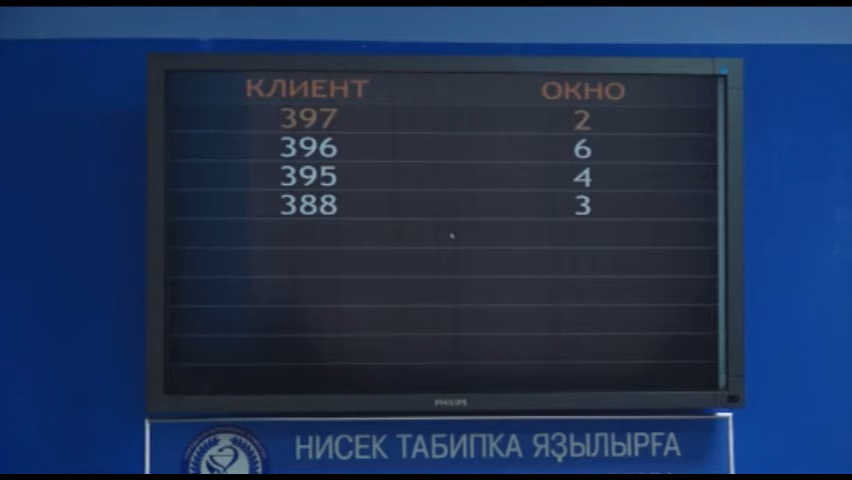 КЛИЕНТ ОКНО
397 2
396 6
395 4
388 3
PHILIPS
НИСЕК ТАБИПКА ЯҘЫЛЫРҒА